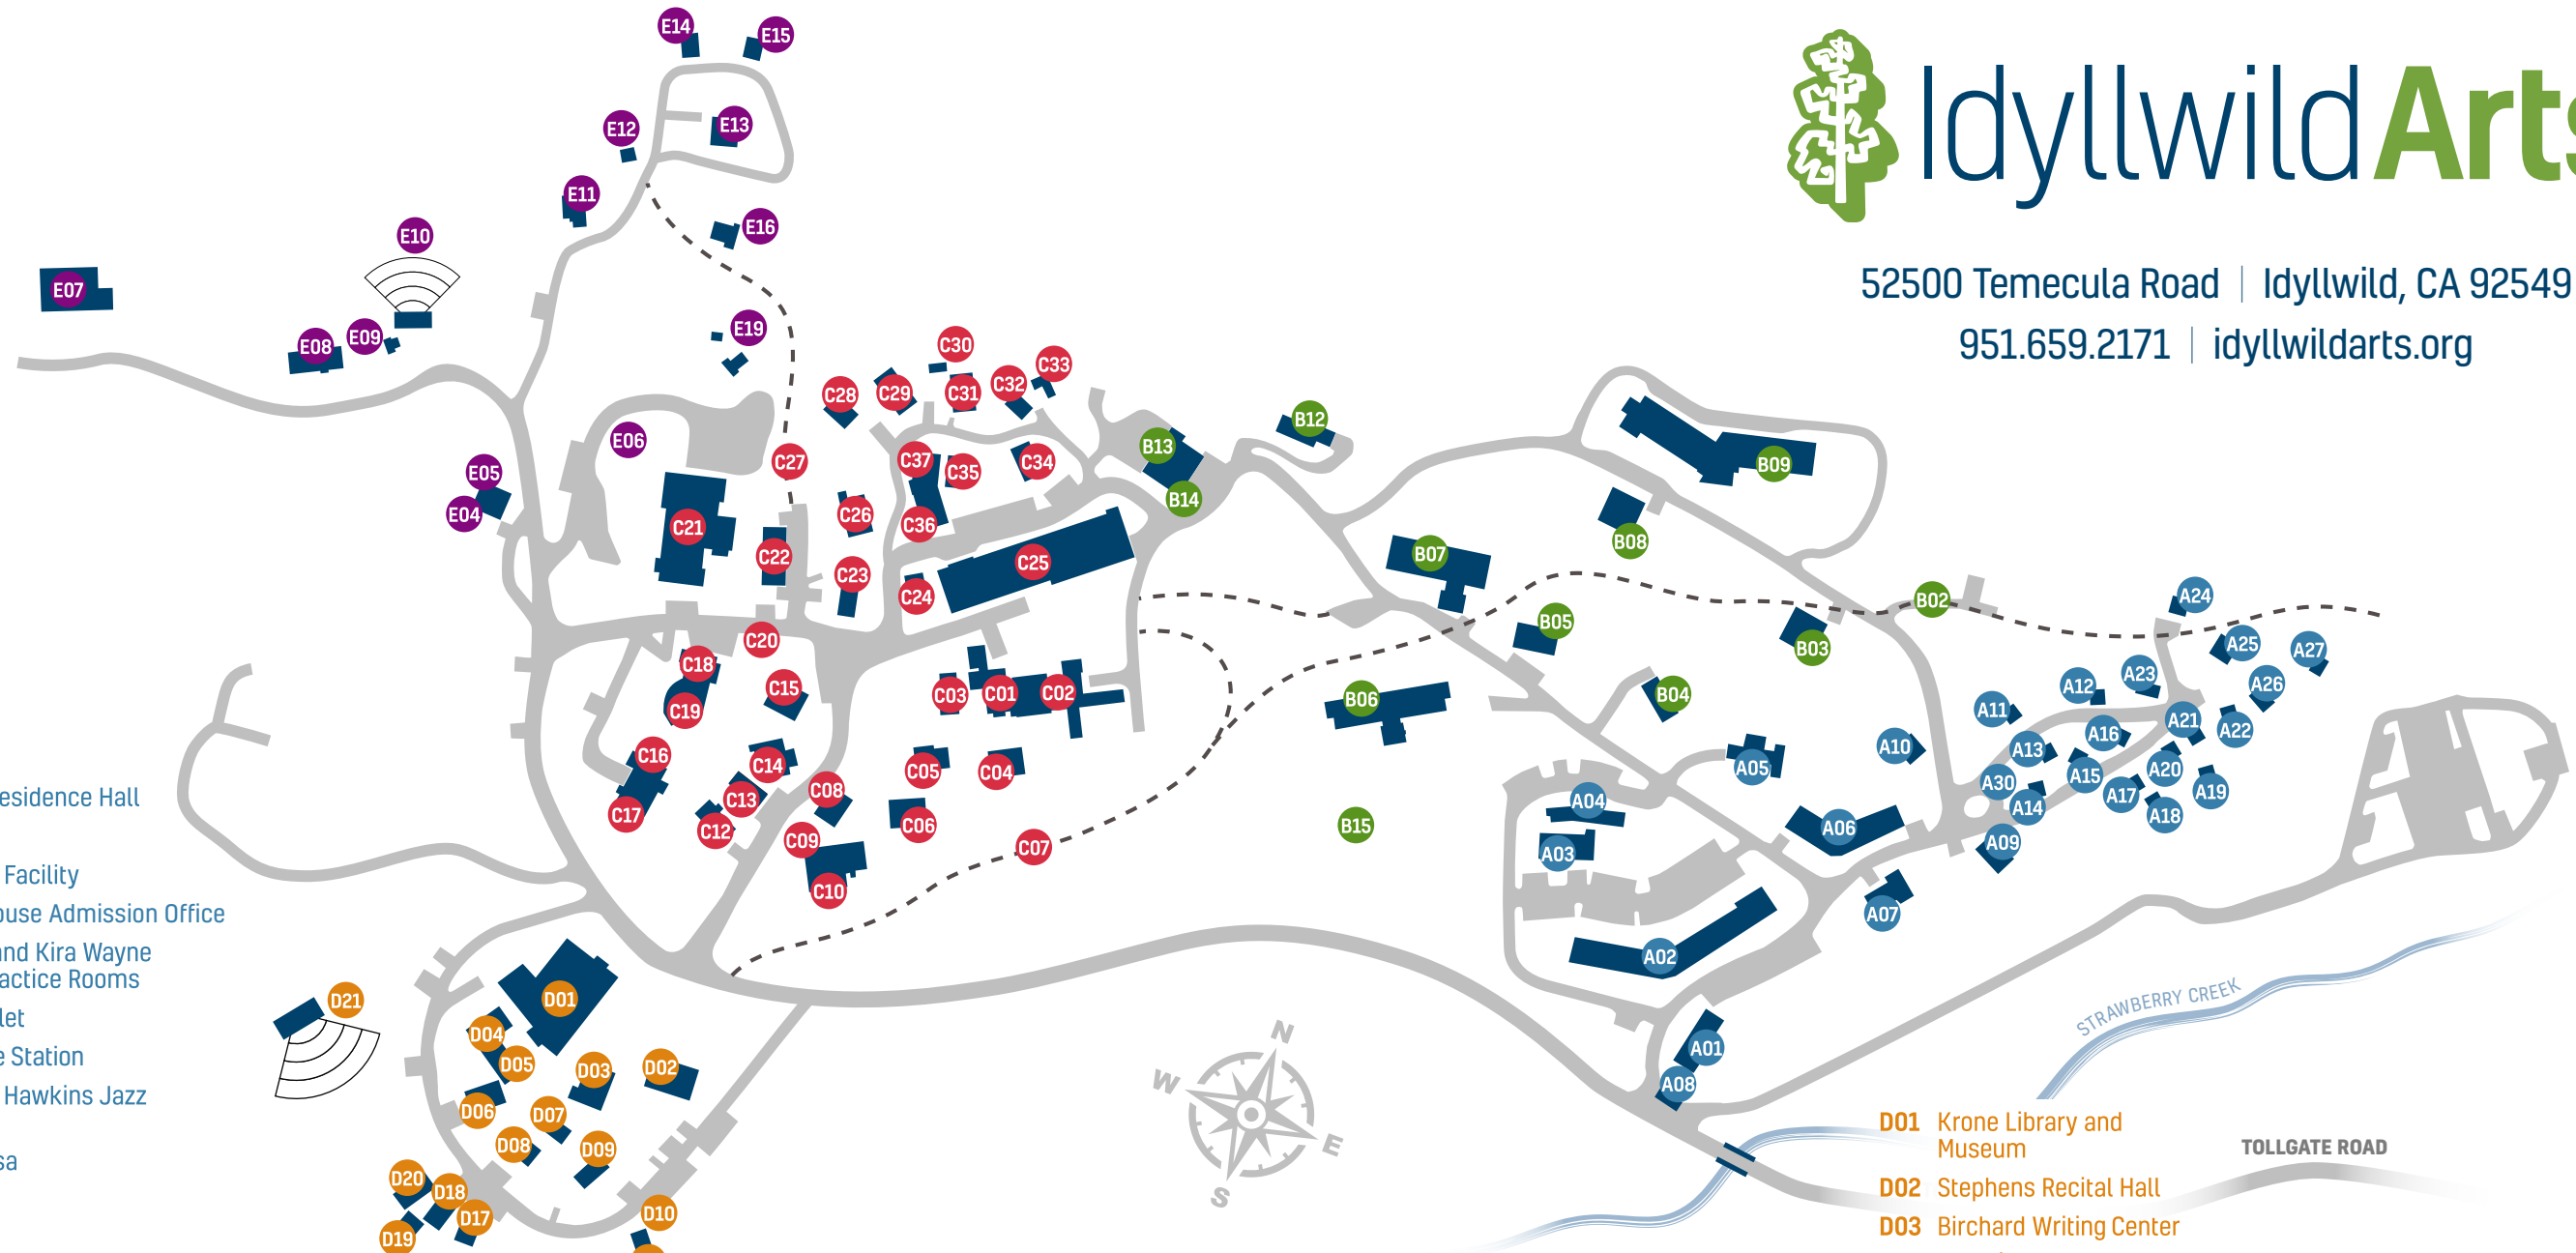 E14
E15
E12
E13
E11
E16
E10
E07
E08
E09
E19
E06
E05
E04
C30
C33
C32
C28
C29
C31
C27
C37
C35
C34
C26
C36
C21
C22
C23
C24
C25
C20
C18
C19
C15
C03
C01
C02
C16
C14
C05
C04
C17
C13
C12
C08
C06
C09
C10
C07
B12
B13
B14
B09
B08
B07
B05
B02
B03
B06
B04
B15
A24
A25
A27
A26
A23
A12
A11
A21
A22
A16
A13
A10
A05
A20
A15
A30
A19
A17
A18
A14
A04
A06
A09
A03
A07
A02
A01
A08
D21
D01
D04
D05
D03
D02
D06
D07
D08
D09
D20
D18
D17
D19
D10
IdyllwildArts
52500 Temecula Road | Idyllwild, CA 92549
951.659.2171 | idyllwildarts.org
esidence Hall
Facility
ouse Admission Office
and Kira Wayne
actice Rooms
let
e Station
Hawkins Jazz
sa
N
W
E
S
STRAWBERRY CREEK
TOLLGATE ROAD
D01 Krone Library and
Museum
D02 Stephens Recital Hall
D03 Birchard Writing Center